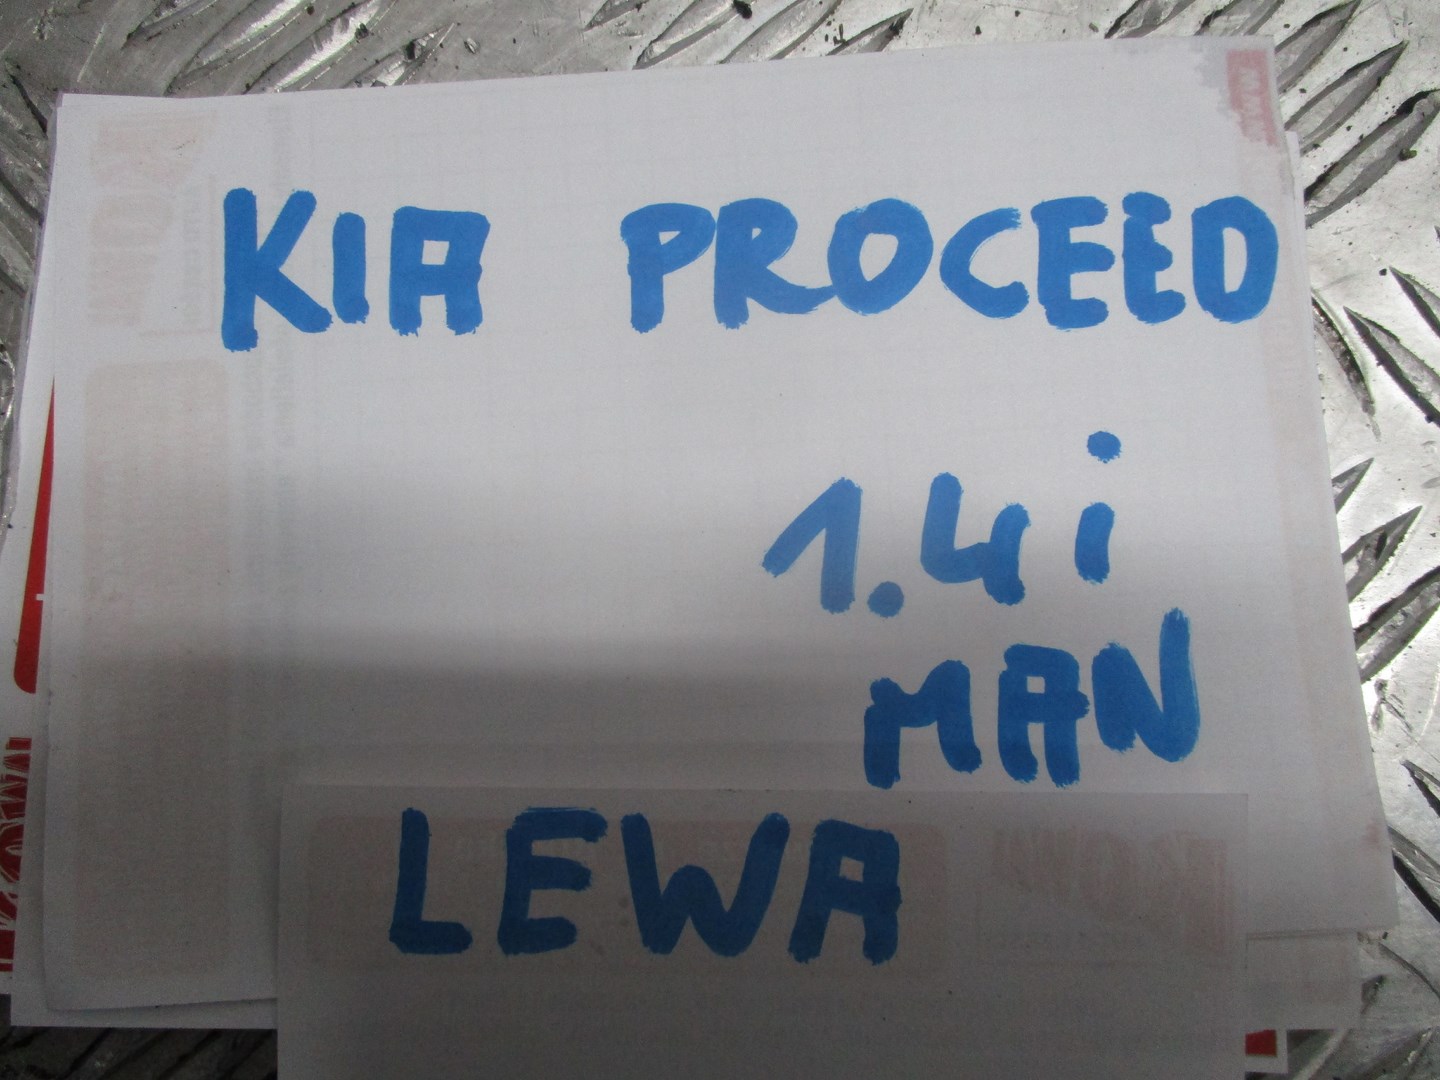 KIA PROCEED
1.4i
MAN
LEWA